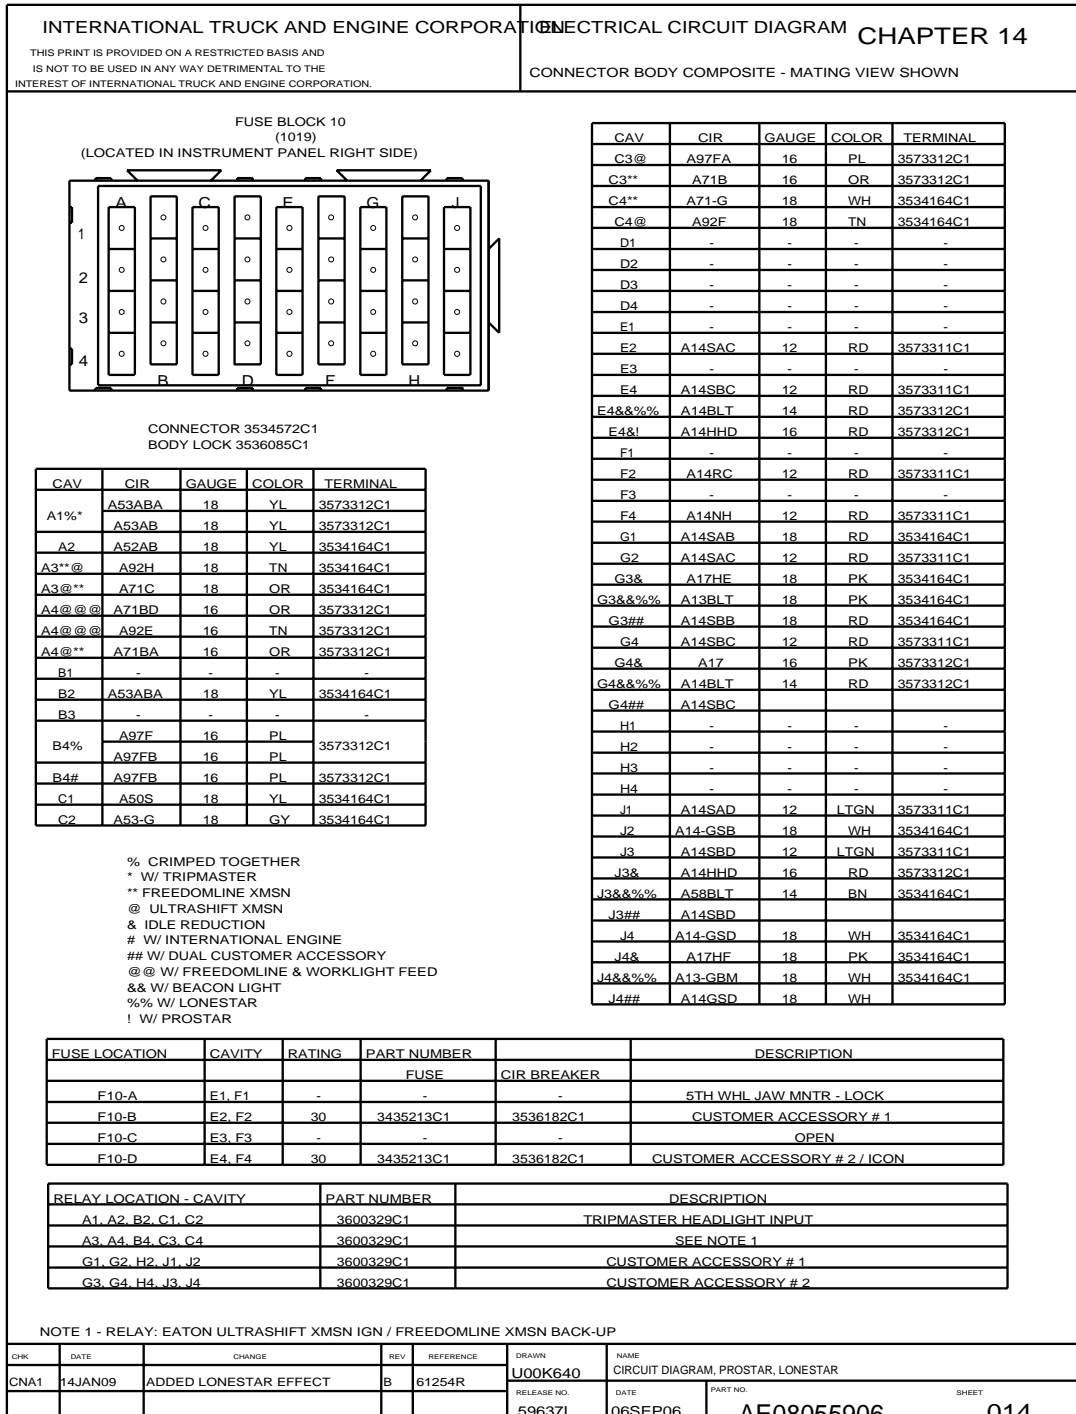 INTERNATIONAL TRUCK AND ENGINE CORPORATION
ELECTRICAL CIRCUIT DIAGRAM
CHAPTER 14
THIS PRINT IS PROVIDED ON A RESTRICTED BASIS AND
IS NOT TO BE USED IN ANY WAY DETRIMENTAL TO THE
INTEREST OF INTERNATIONAL TRUCK AND ENGINE CORPORATION.
CONNECTOR BODY COMPOSITE - MATING VIEW SHOWN
FUSE BLOCK 10
(1019)
(LOCATED IN INSTRUMENT PANEL RIGHT SIDE)
A C E G J
1
2
3
4
B D F H
CONNECTOR 3534572C1
BODY LOCK 3536085C1
CAV CIR GAUGE COLOR TERMINAL
A1%* A53ABA 18 YL 3573312C1
A53AB 18 YL 3573312C1
A2 A52AB 18 YL 3534164C1
A3**@ A92H 18 TN 3534164C1
A3@** A71C 18 OR 3534164C1
A4@@@ A71BD 16 OR 3573312C1
A4@@@ A92E 16 TN 3573312C1
A4@** A71BA 16 OR 3573312C1
B1 - - - -
B2 A53ABA 18 YL 3534164C1
B3 - - - -
B4% A97F 16 PL 3573312C1
A97FB 16 PL
B4# A97FB 16 PL 3573312C1
C1 A50S 18 YL 3534164C1
C2 A53-G 18 GY 3534164C1
% CRIMPED TOGETHER
* W/ TRIPMASTER
** FREEDOMLINE XMSN
@ ULTRASHIFT XMSN
& IDLE REDUCTION
# W/ INTERNATIONAL ENGINE
## W/ DUAL CUSTOMER ACCESSORY
@@ W/ FREEDOMLINE & WORKLIGHT FEED
&& W/ BEACON LIGHT
%% W/ LONESTAR
! W/ PROSTAR
CAV CIR GAUGE COLOR TERMINAL
C3@ A97FA 16 PL 3573312C1
C3** A71B 16 OR 3573312C1
C4** A71-G 18 WH 3534164C1
C4@ A92F 18 TN 3534164C1
D1 - - - -
D2 - - - -
D3 - - - -
D4 - - - -
E1 - - - -
E2 A14SAC 12 RD 3573311C1
E3 - - - -
E4 A14SBC 12 RD 3573311C1
E4&&%% A14BLT 14 RD 3573312C1
E4&! A14HHD 16 RD 3573312C1
F1 - - - -
F2 A14RC 12 RD 3573311C1
F3 - - - -
F4 A14NH 12 RD 3573311C1
G1 A14SAB 18 RD 3534164C1
G2 A14SAC 12 RD 3573311C1
G3& A17HE 18 PK 3534164C1
G3&&%% A13BLT 18 PK 3534164C1
G3## A14SBB 18 RD 3534164C1
G4 A14SBC 12 RD 3573311C1
G4& A17 16 PK 3573312C1
G4&&%% A14BLT 14 RD 3573312C1
G4## A14SBC
H1 - - - -
H2 - - - -
H3 - - - -
H4 - - - -
J1 A14SAD 12 LTGN 3573311C1
J2 A14-GSB 18 WH 3534164C1
J3 A14SBD 12 LTGN 3573311C1
J3& A14HHD 16 RD 3573312C1
J3&&%% A58BLT 14 BN 3534164C1
J3## A14SBD
J4 A14-GSD 18 WH 3534164C1
J4& A17HF 18 PK 3534164C1
J4&&%% A13-GBM 18 WH 3534164C1
J4## A14GSD 18 WH
FUSE LOCATION CAVITY RATING PART NUMBER DESCRIPTION
FUSE CIR BREAKER
F10-A E1, F1 - - - 5TH WHL JAW MNTR - LOCK
F10-B E2, F2 30 3435213C1 3536182C1 CUSTOMER ACCESSORY # 1
F10-C E3, F3 - - - OPEN
F10-D E4, F4 30 3435213C1 3536182C1 CUSTOMER ACCESSORY # 2 / ICON
RELAY LOCATION - CAVITY PART NUMBER DESCRIPTION
A1, A2, B2, C1, C2 3600329C1 TRIPMASTER HEADLIGHT INPUT
A3, A4, B4, C3, C4 3600329C1 SEE NOTE 1
G1, G2, H2, J1, J2 3600329C1 CUSTOMER ACCESSORY # 1
G3, G4, H4, J3, J4 3600329C1 CUSTOMER ACCESSORY # 2
NOTE 1 - RELAY: EATON ULTRASHIFT XMSN IGN / FREEDOMLINE XMSN BACK-UP
CHK DATE CHANGE REV REFERENCE DRAWN NAME
CNA1 14JAN09 ADDED LONESTAR EFFECT B 61254R U00K640 CIRCUIT DIAGRAM, PROSTAR, LONESTAR
RELEASE NO. DATE PART NO. SHEET
59637L 06SEP06 AE08055906 014